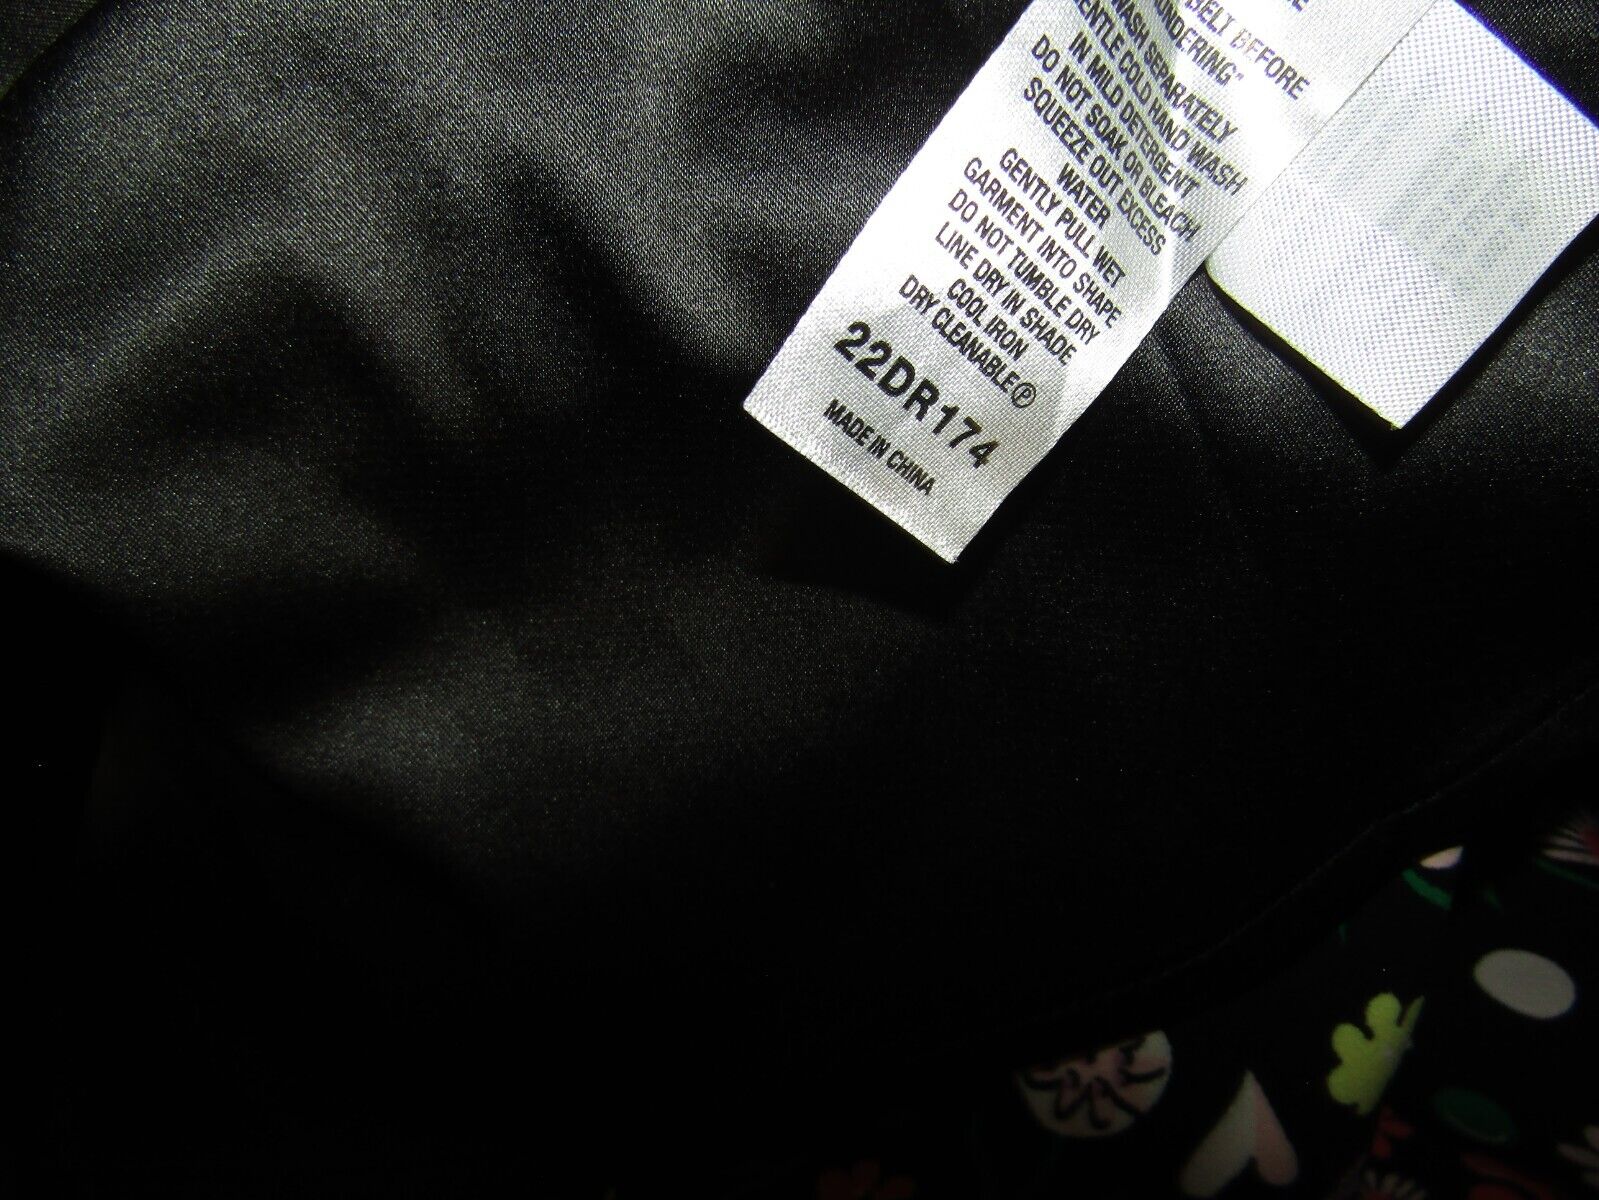 BELT BEFORE
WASH SEPARATELY
GENTLE COLD HAND WASH
IN MILD DETERGENT
DO NOT SOAK OR BLEACH
SQUEEZE OUT EXCESS
WATER
GENTLY PULL WET
GARMENT INTO SHAPE
DO NOT TUMBLE DRY
LINE DRY IN SHADE
COOL IRON
DRY CLEANABLE Ⓟ
22DR174
MADE IN CHINA